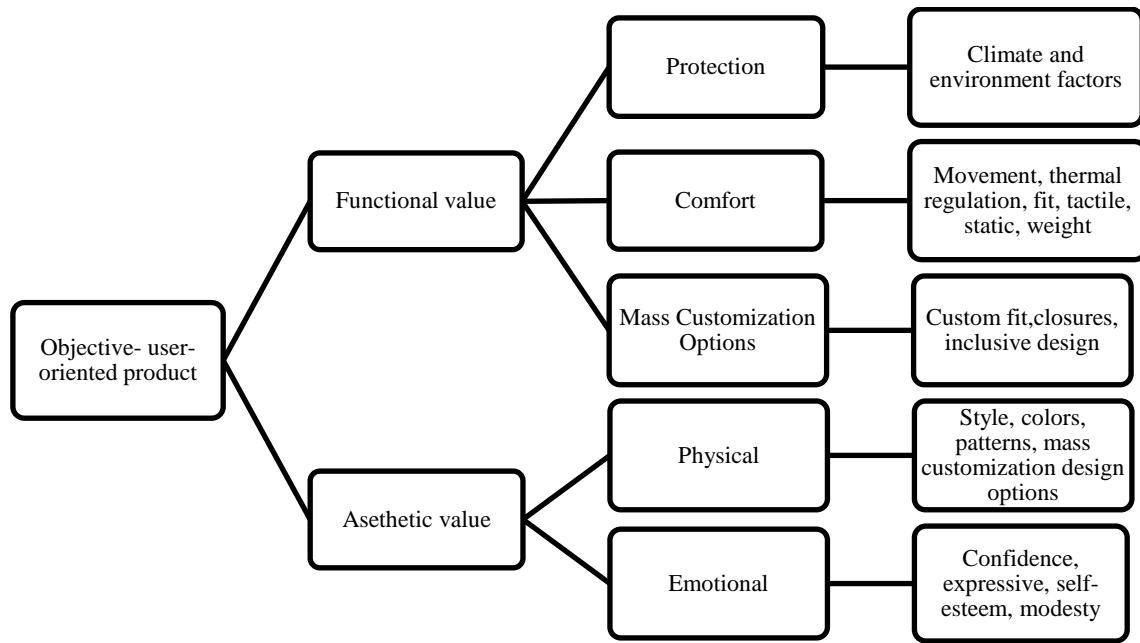 Protection
Climate and
environment factors
Functional value
Comfort
Movement, thermal
regulation, fit, tactile,
static, weight
Mass Customization
Options
Custom fit,closures,
inclusive design
Objective- user-
oriented product
Physical
Style, colors,
patterns, mass
customization design
options
Asethetic value
Emotional
Confidence,
expressive, self-
esteem, modesty